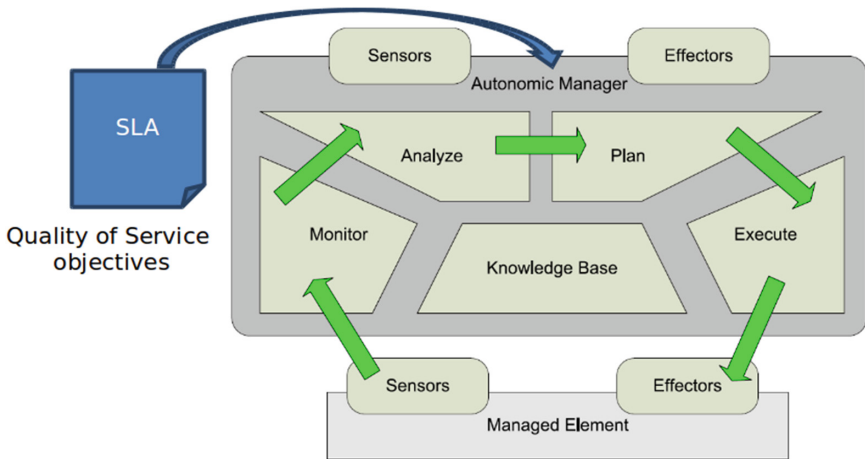 Sensors
Effectors
Autonomic Manager
SLA
Analyze
Plan
Quality of Service
objectives
Monitor
Execute
Knowledge Base
Sensors
Effectors
Managed Element